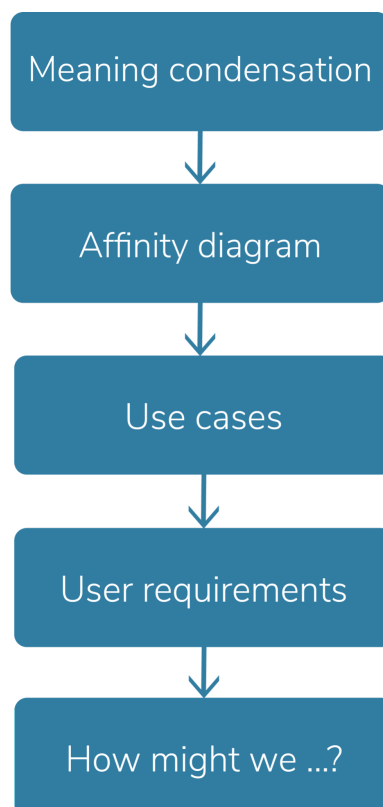 Meaning condensation
Affinity diagram
Use cases
User requirements
How might we ...?